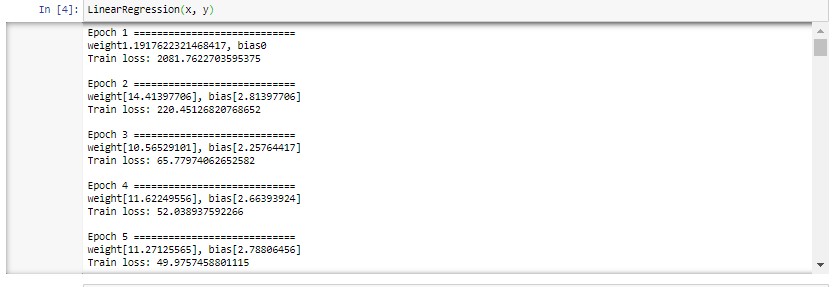 In [4]: LinearRegression(x, y)
Epoch 1 ============================
weight1.1917622321468417, bias0
Train loss: 2081.7622703595375
Epoch 2 ============================
weight[14.41397706], bias[2.81397706]
Train loss: 220.45126820768652
Epoch 3 ============================
weight[10.56529101], bias[2.25764417]
Train loss: 65.77974062652582
Epoch 4 ============================
weight[11.62249556], bias[2.66393924]
Train loss: 52.038937592266
Epoch 5 ============================
weight[11.27125565], bias[2.78806456]
Train loss: 49.9757458801115